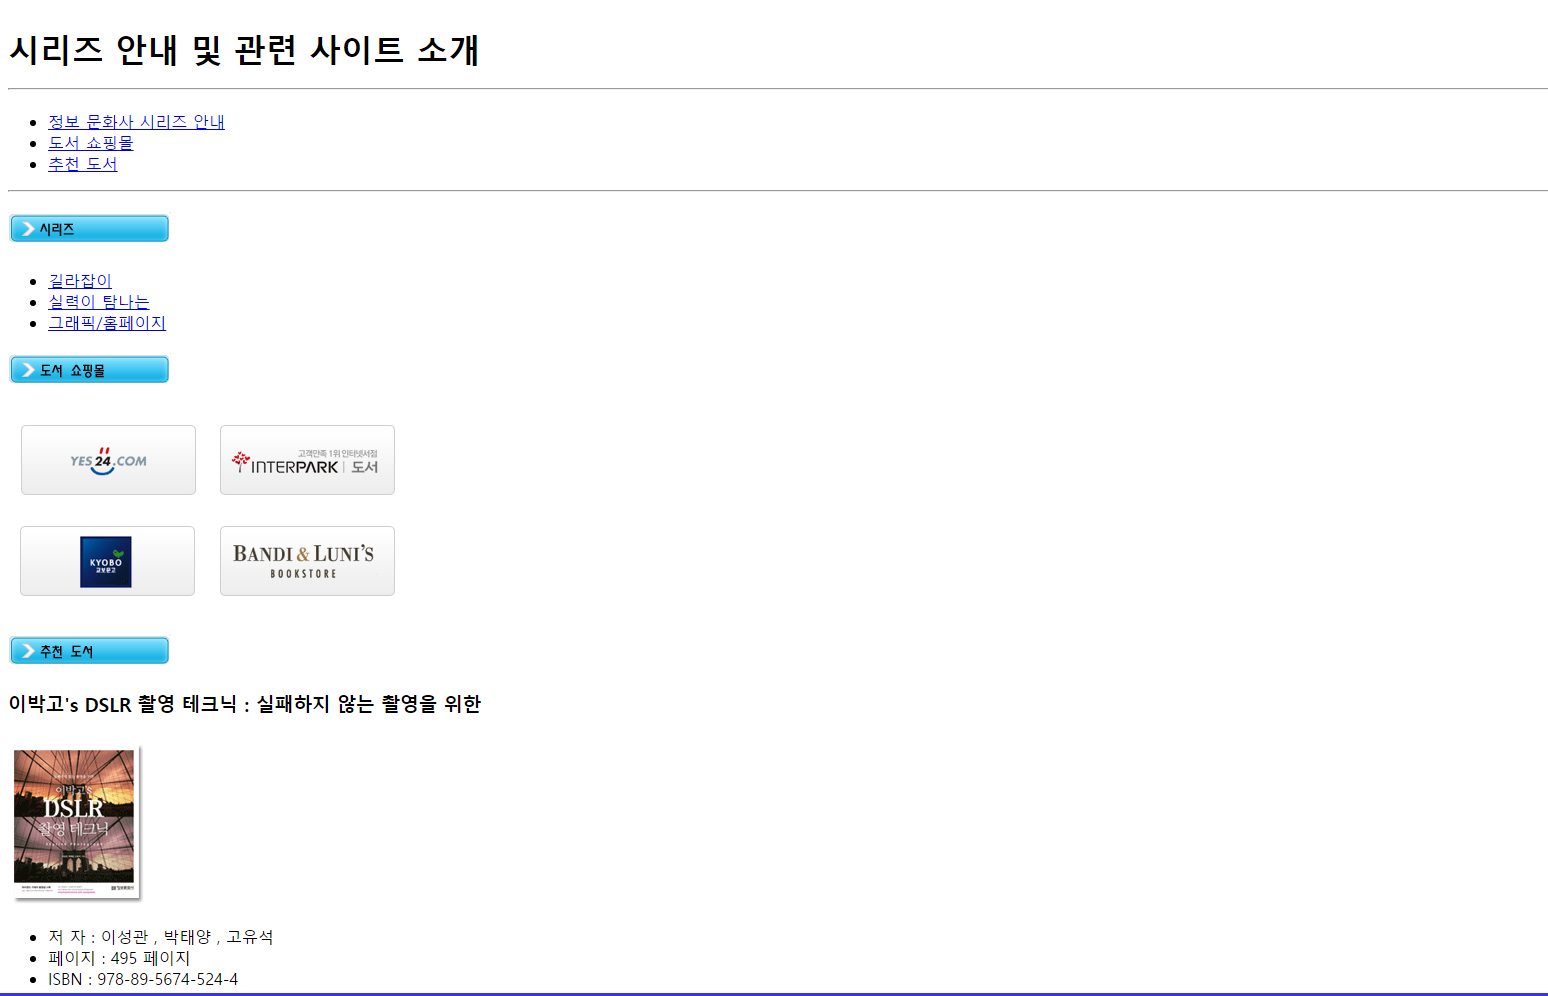 시리즈 안내 및 관련 사이트 소개
정보 문화사 시리즈 안내
도서 쇼핑몰
추천 도서
시리즈
길라잡이
실력이 탐나는
그래픽/홈페이지
도서 쇼핑몰
YES24.COM
고객만족 1위 인터넷서점
INTERPARK | 도서
KYOBO
교보문고
BANDI & LUNI'S
BOOKSTORE
추천 도서
이박고's DSLR 촬영 테크닉 : 실패하지 않는 촬영을 위한
이박고's
DSLR
촬영 테크닉
저 자 : 이성관 , 박태양 , 고유석
페이지 : 495 페이지
ISBN : 978-89-5674-524-4